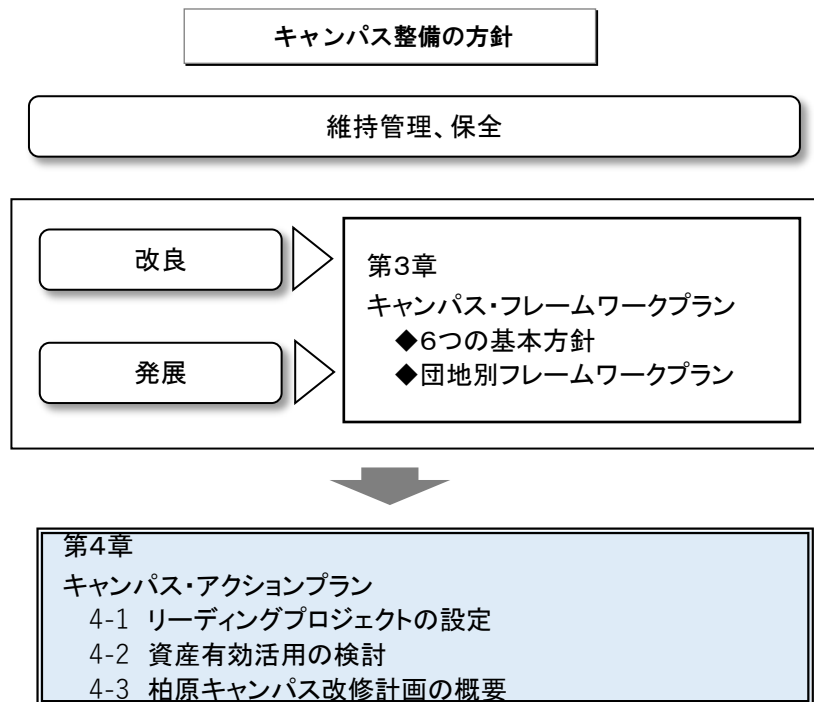 キャンパス整備の方針
維持管理、保全
改良
発展
第3章
キャンパス・フレームワークプラン
◆6つの基本方針
◆団地別フレームワークプラン
第4章
キャンパス・アクションプラン
4-1 リーディングプロジェクトの設定
4-2 資産有効活用の検討
4-3 柏原キャンパス改修計画の概要